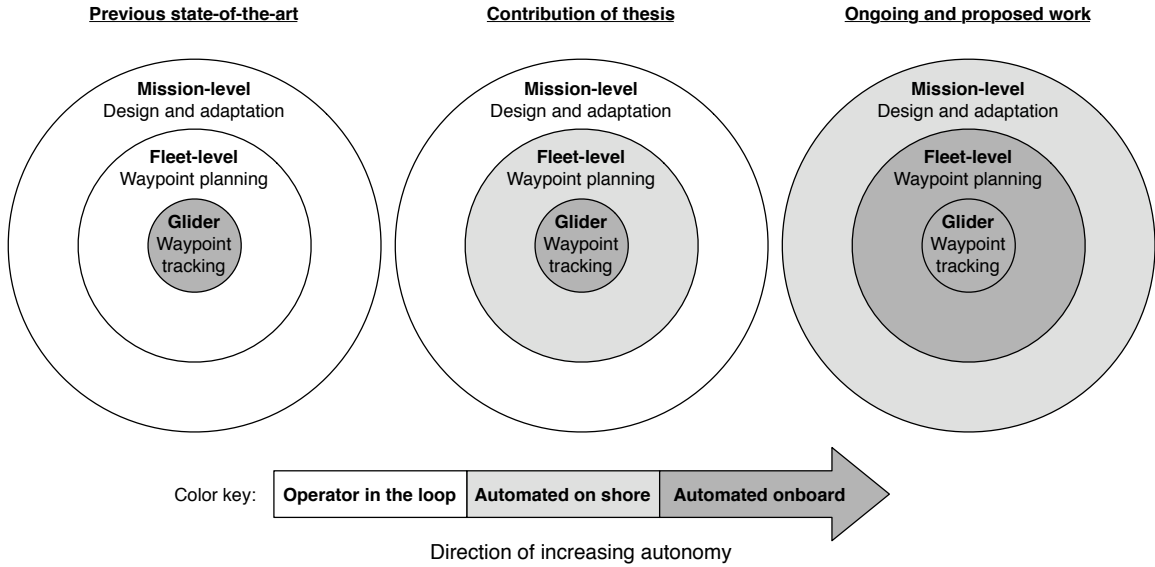 Previous state-of-the-art
Contribution of thesis
Ongoing and proposed work
Mission-level
Design and adaptation
Fleet-level
Waypoint planning
Glider
Waypoint
tracking
Mission-level
Design and adaptation
Fleet-level
Waypoint planning
Glider
Waypoint
tracking
Mission-level
Design and adaptation
Fleet-level
Waypoint planning
Glider
Waypoint
tracking
Color key:
Operator in the loop
Automated on shore
Automated onboard
Direction of increasing autonomy